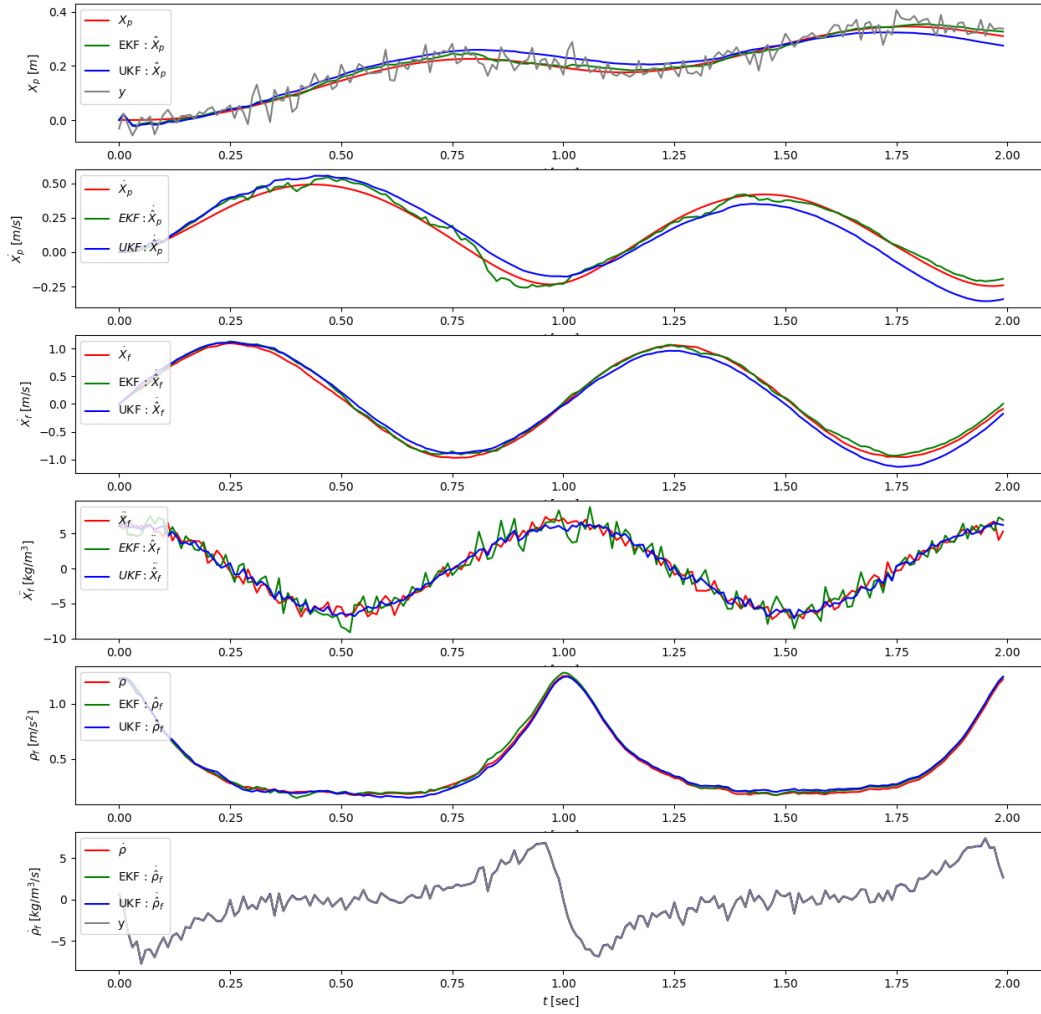 0.4
0.2
0.0
X_p [m]
X_p
EKF : X̂_p
UKF : X̂_p
y
0.00 0.25 0.50 0.75 1.00 1.25 1.50 1.75 2.00
0.50
0.25
0.00
−0.25
Ẋ_p [m/s]
Ẋ_p
EKF : Ẋ̂_p
UKF : Ẋ̂_p
0.00 0.25 0.50 0.75 1.00 1.25 1.50 1.75 2.00
1.0
0.5
0.0
−0.5
−1.0
Ẋ_f [m/s]
Ẋ_f
EKF : Ẋ̂_f
UKF : Ẋ̂_f
0.00 0.25 0.50 0.75 1.00 1.25 1.50 1.75 2.00
5
0
−5
−10
Ẍ_f [kg/m³]
Ẍ_f
EKF : Ẍ̂_f
UKF : Ẍ̂_f
0.00 0.25 0.50 0.75 1.00 1.25 1.50 1.75 2.00
1.0
0.5
ρ_f [m/s²]
ρ
EKF : ρ̂_f
UKF : ρ̂_f
0.00 0.25 0.50 0.75 1.00 1.25 1.50 1.75 2.00
5
0
−5
ρ̇_f [kg/m³/s]
ρ̇
EKF : ρ̂̇_f
UKF : ρ̂̇_f
y
0.00 0.25 0.50 0.75 1.00 1.25 1.50 1.75 2.00
t [sec]